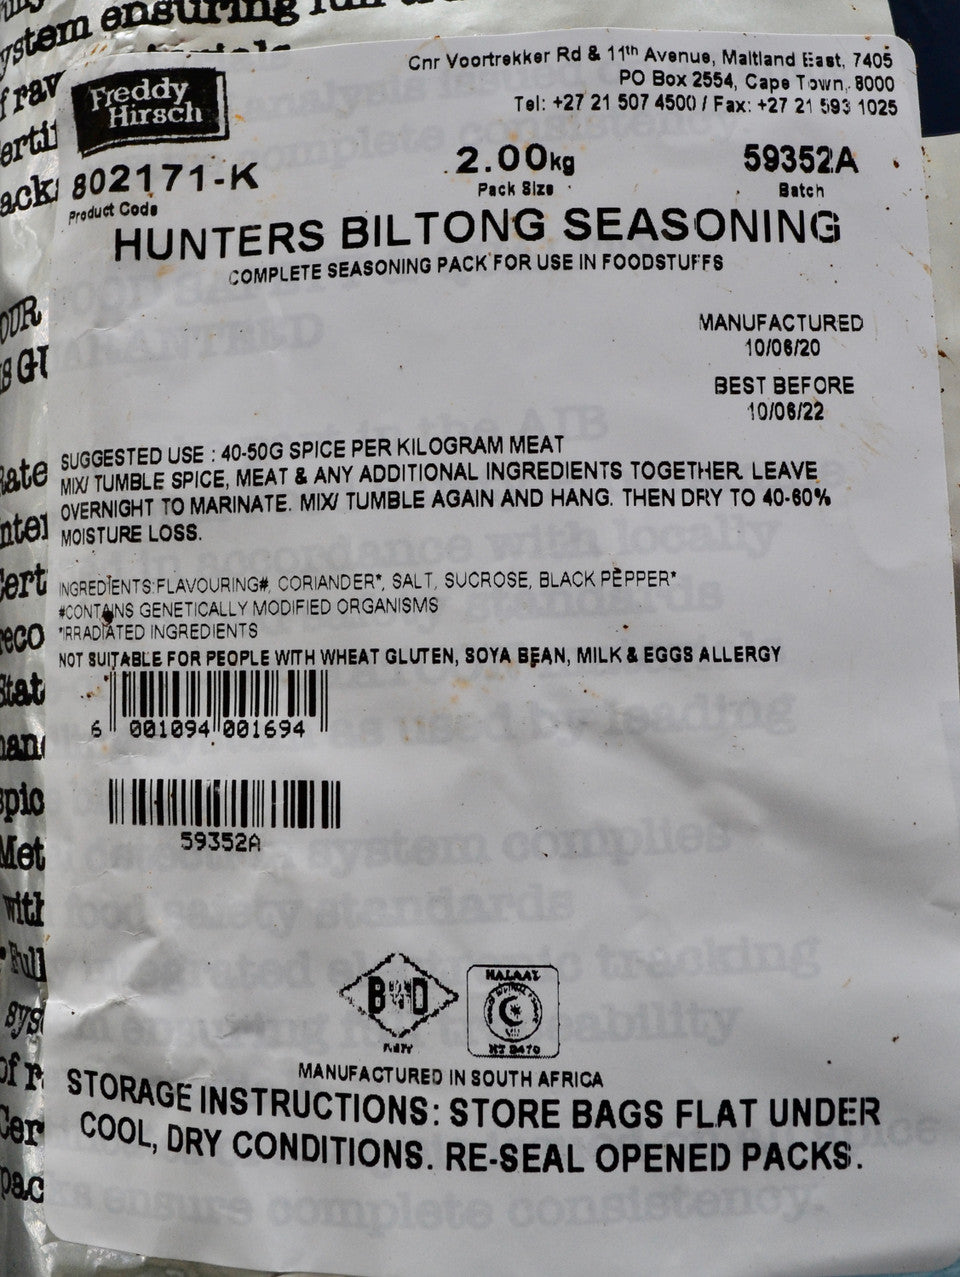 Freddy
Hirsch
Cnr Voortrekker Rd & 11th Avenue, Maitland East, 7405
PO Box 2554, Cape Town, 8000
Tel: +27 21 507 4500 / Fax: +27 21 593 1025
802171-K
Product Code
2.00kg
Pack Size
59352A
Batch
HUNTERS BILTONG SEASONING
COMPLETE SEASONING PACK FOR USE IN FOODSTUFFS
MANUFACTURED
10/06/20
BEST BEFORE
10/06/22
SUGGESTED USE : 40-50G SPICE PER KILOGRAM MEAT
MIX/ TUMBLE SPICE, MEAT & ANY ADDITIONAL INGREDIENTS TOGETHER. LEAVE
OVERNIGHT TO MARINATE. MIX/ TUMBLE AGAIN AND HANG. THEN DRY TO 40-60%
MOISTURE LOSS.
INGREDIENTS:FLAVOURING#, CORIANDER*, SALT, SUCROSE, BLACK PEPPER*
#CONTAINS GENETICALLY MODIFIED ORGANISMS
*IRRADIATED INGREDIENTS
NOT SUITABLE FOR PEOPLE WITH WHEAT GLUTEN, SOYA BEAN, MILK & EGGS ALLERGY
6 001094 001694
59352A
B D
HALAAL
MANUFACTURED IN SOUTH AFRICA
STORAGE INSTRUCTIONS: STORE BAGS FLAT UNDER
COOL, DRY CONDITIONS. RE-SEAL OPENED PACKS.